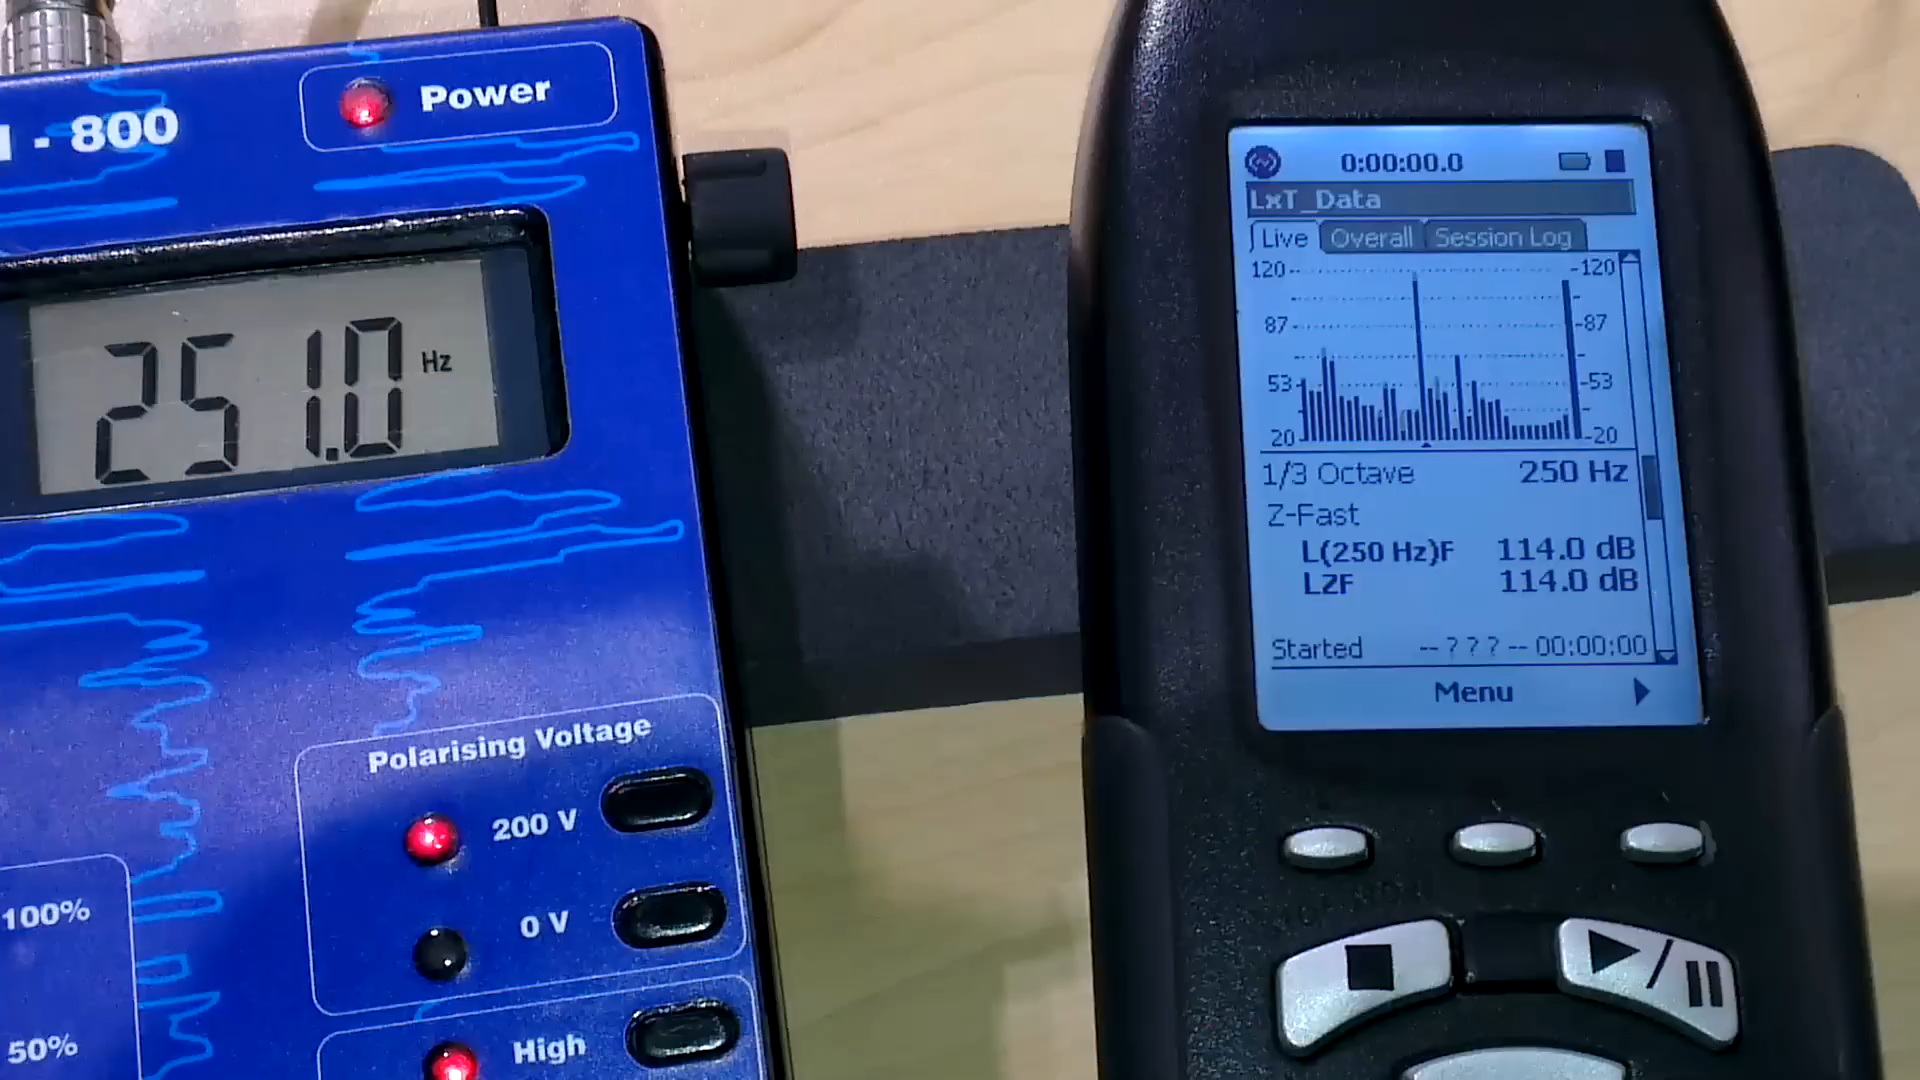 - 800
Power
251.0 Hz
Polarising Voltage
200 V
0 V
High
100%
50%
0:00:00.0
LxT_Data
Live Overall Session Log
120 -120
87 -87
53 -53
20 -20
1/3 Octave 250 Hz
Z-Fast
L(250 Hz)F 114.0 dB
LZF 114.0 dB
Started -- ? ? ? -- 00:00:00
Menu